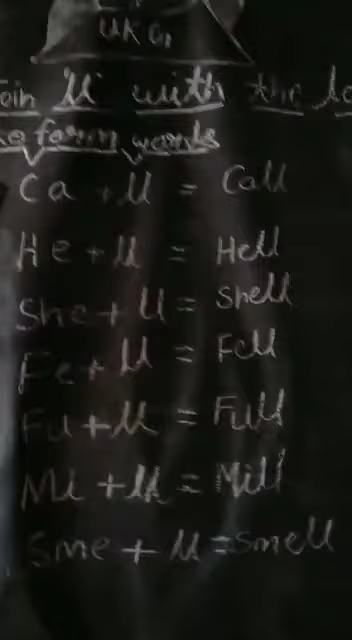 UKG
Join ll with the
to form words
Ca + ll = Call
He + ll = Hell
She + ll = Shell
Fe + ll = Fell
Fu + ll = Full
Mi + ll = Mill
Sme + ll = Smell